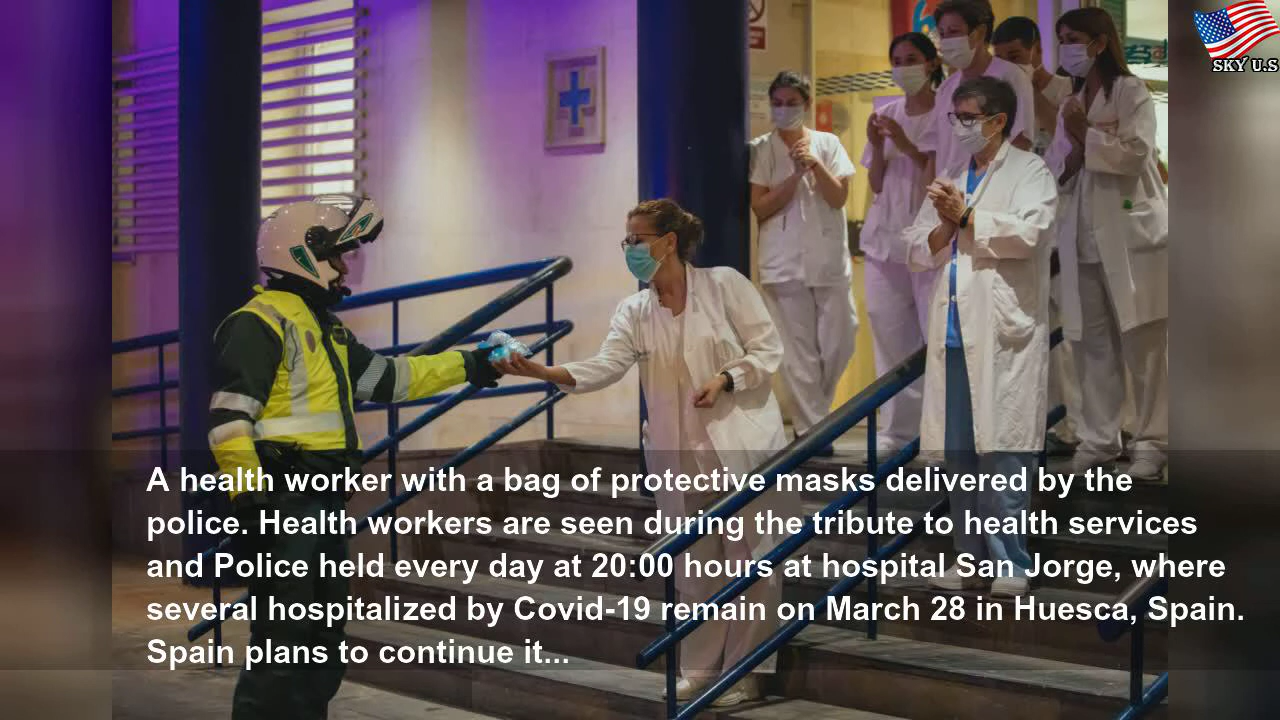 SKY U.S
A health worker with a bag of protective masks delivered by the
police. Health workers are seen during the tribute to health services
and Police held every day at 20:00 hours at hospital San Jorge, where
several hospitalized by Covid-19 remain on March 28 in Huesca, Spain.
Spain plans to continue it...